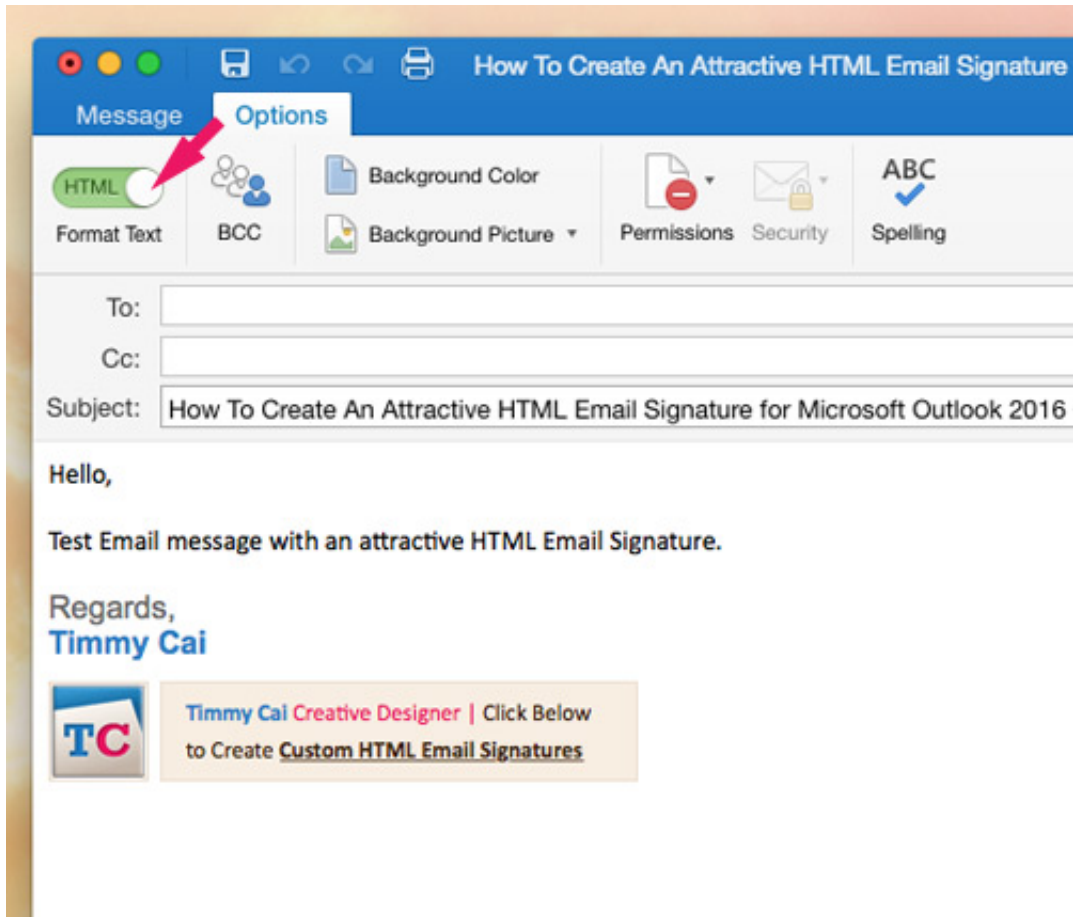 How To Create An Attractive HTML Email Signature
Message Options
HTML
Format Text
BCC
Background Color
Background Picture
Permissions
Security
ABC
Spelling
To:
Cc:
Subject: How To Create An Attractive HTML Email Signature for Microsoft Outlook 2016
Hello,
Test Email message with an attractive HTML Email Signature.
Regards,
Timmy Cai
TC
Timmy Cai Creative Designer | Click Below
to Create Custom HTML Email Signatures